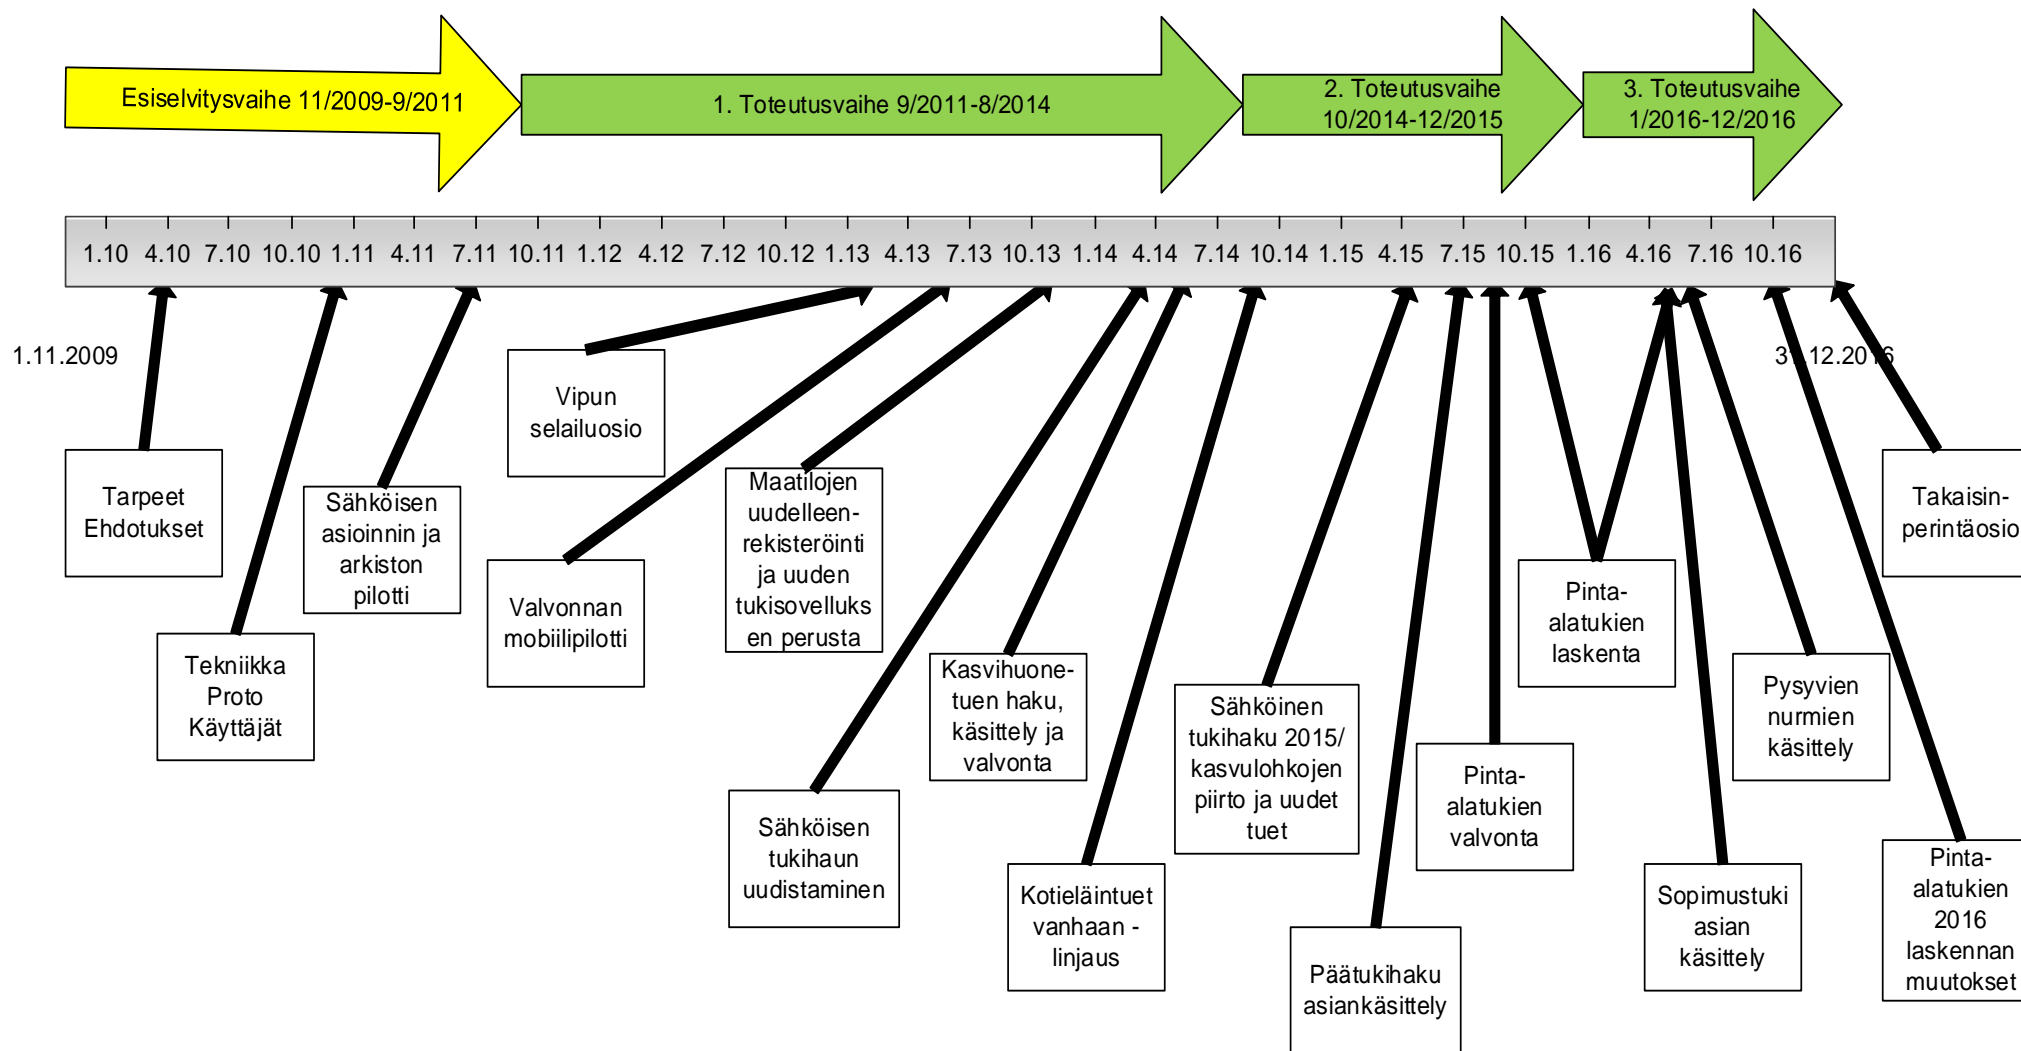 Esiselvitysvaihe 11/2009-9/2011
1. Toteutusvaihe 9/2011-8/2014
2. Toteutusvaihe
10/2014-12/2015
3. Toteutusvaihe
1/2016-12/2016
1.10 4.10 7.10 10.10 1.11 4.11 7.11 10.11 1.12 4.12 7.12 10.12 1.13 4.13 7.13 10.13 1.14 4.14 7.14 10.14 1.15 4.15 7.15 10.15 1.16 4.16 7.16 10.16
1.11.2009
31.12.2016
Tarpeet
Ehdotukset
Tekniikka
Proto
Käyttäjät
Sähköisen
asioinnin ja
arkiston
pilotti
Vipun
selailuosio
Valvonnan
mobiilipilotti
Maatilojen
uudelleen-
rekisteröinti
ja uuden
tukisovelluks
en perusta
Sähköisen
tukihaun
uudistaminen
Kasvihuone-
tuen haku,
käsittely ja
valvonta
Kotieläintuet
vanhaan -
linjaus
Sähköinen
tukihaku 2015/
kasvulohkojen
piirto ja uudet
tuet
Päätukihaku
asiankäsittely
Pinta-
alatukien
valvonta
Pinta-
alatukien
laskenta
Sopimustuki
asian
käsittely
Pysyvien
nurmien
käsittely
Pinta-
alatukien
2016
laskennan
muutokset
Takaisin-
perintäosio